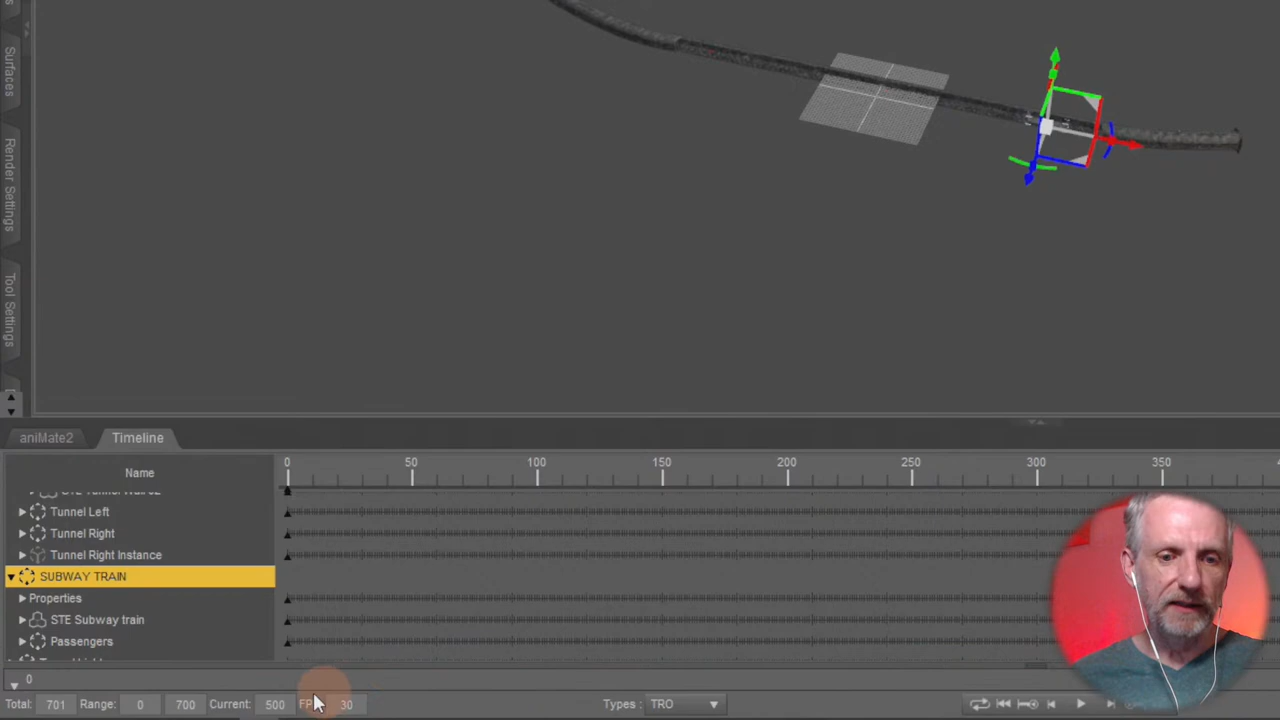 Surfaces
Render Settings
Tool Settings
aniMate2 Timeline
Name 0 50 100 150 200 250 300 350
Tunnel Left
Tunnel Right
Tunnel Right Instance
SUBWAY TRAIN
Properties
STE Subway train
Passengers
0
Total: 701 Range: 0 700 Current: 500 30 Types : TRO